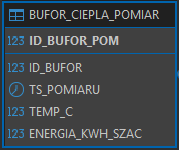 BUFOR_CIEPLA_POMIAR
123 ID_BUFOR_POM
123 ID_BUFOR
TS_POMIARU
123 TEMP_C
123 ENERGIA_KWH_SZAC